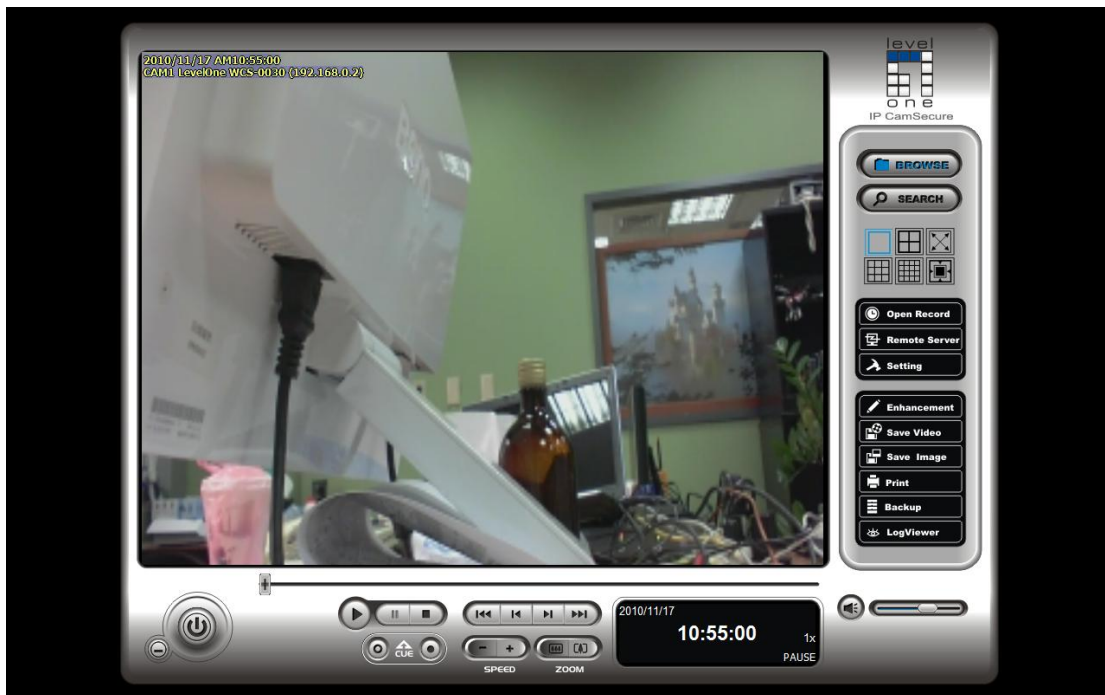 2010/11/17 AM10:55:00
CAM1 LevelOne WCS-0030 (192.168.0.2)
level
one
IP CamSecure
BROWSE
SEARCH
Open Record
Remote Server
Setting
Enhancement
Save Video
Save Image
Print
Backup
LogViewer
CUE
SPEED
ZOOM
2010/11/17
10:55:00
1x
PAUSE